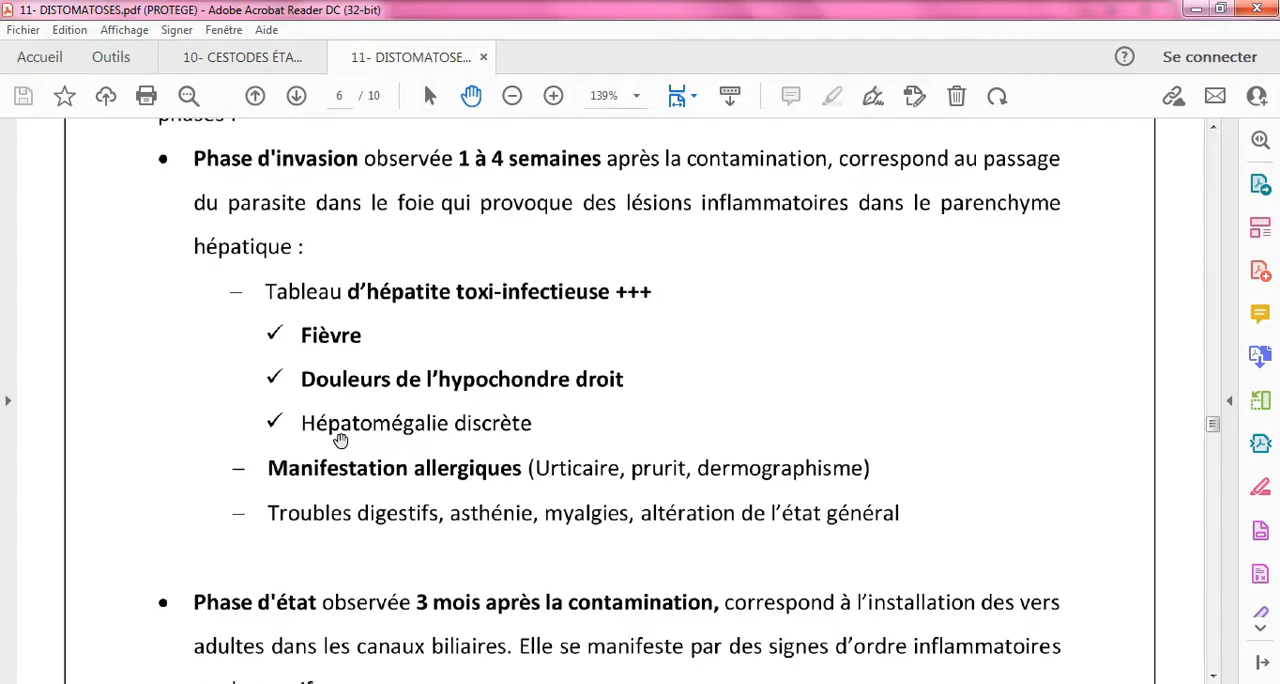 11- DISTOMATOSES.pdf (PROTEGE) - Adobe Acrobat Reader DC (32-bit)
Fichier Edition Affichage Signer Fenêtre Aide
Accueil Outils 10- CESTODES ÉTA... 11- DISTOMATOSE... × ? Se connecter
6 / 10 139%
phases :
• Phase d'invasion observée 1 à 4 semaines après la contamination, correspond au passage
du parasite dans le foie qui provoque des lésions inflammatoires dans le parenchyme
hépatique :
– Tableau d’hépatite toxi-infectieuse +++
✓ Fièvre
✓ Douleurs de l’hypochondre droit
✓ Hépatomégalie discrète
– Manifestation allergiques (Urticaire, prurit, dermographisme)
– Troubles digestifs, asthénie, myalgies, altération de l’état général
• Phase d'état observée 3 mois après la contamination, correspond à l’installation des vers
adultes dans les canaux biliaires. Elle se manifeste par des signes d’ordre inflammatoires